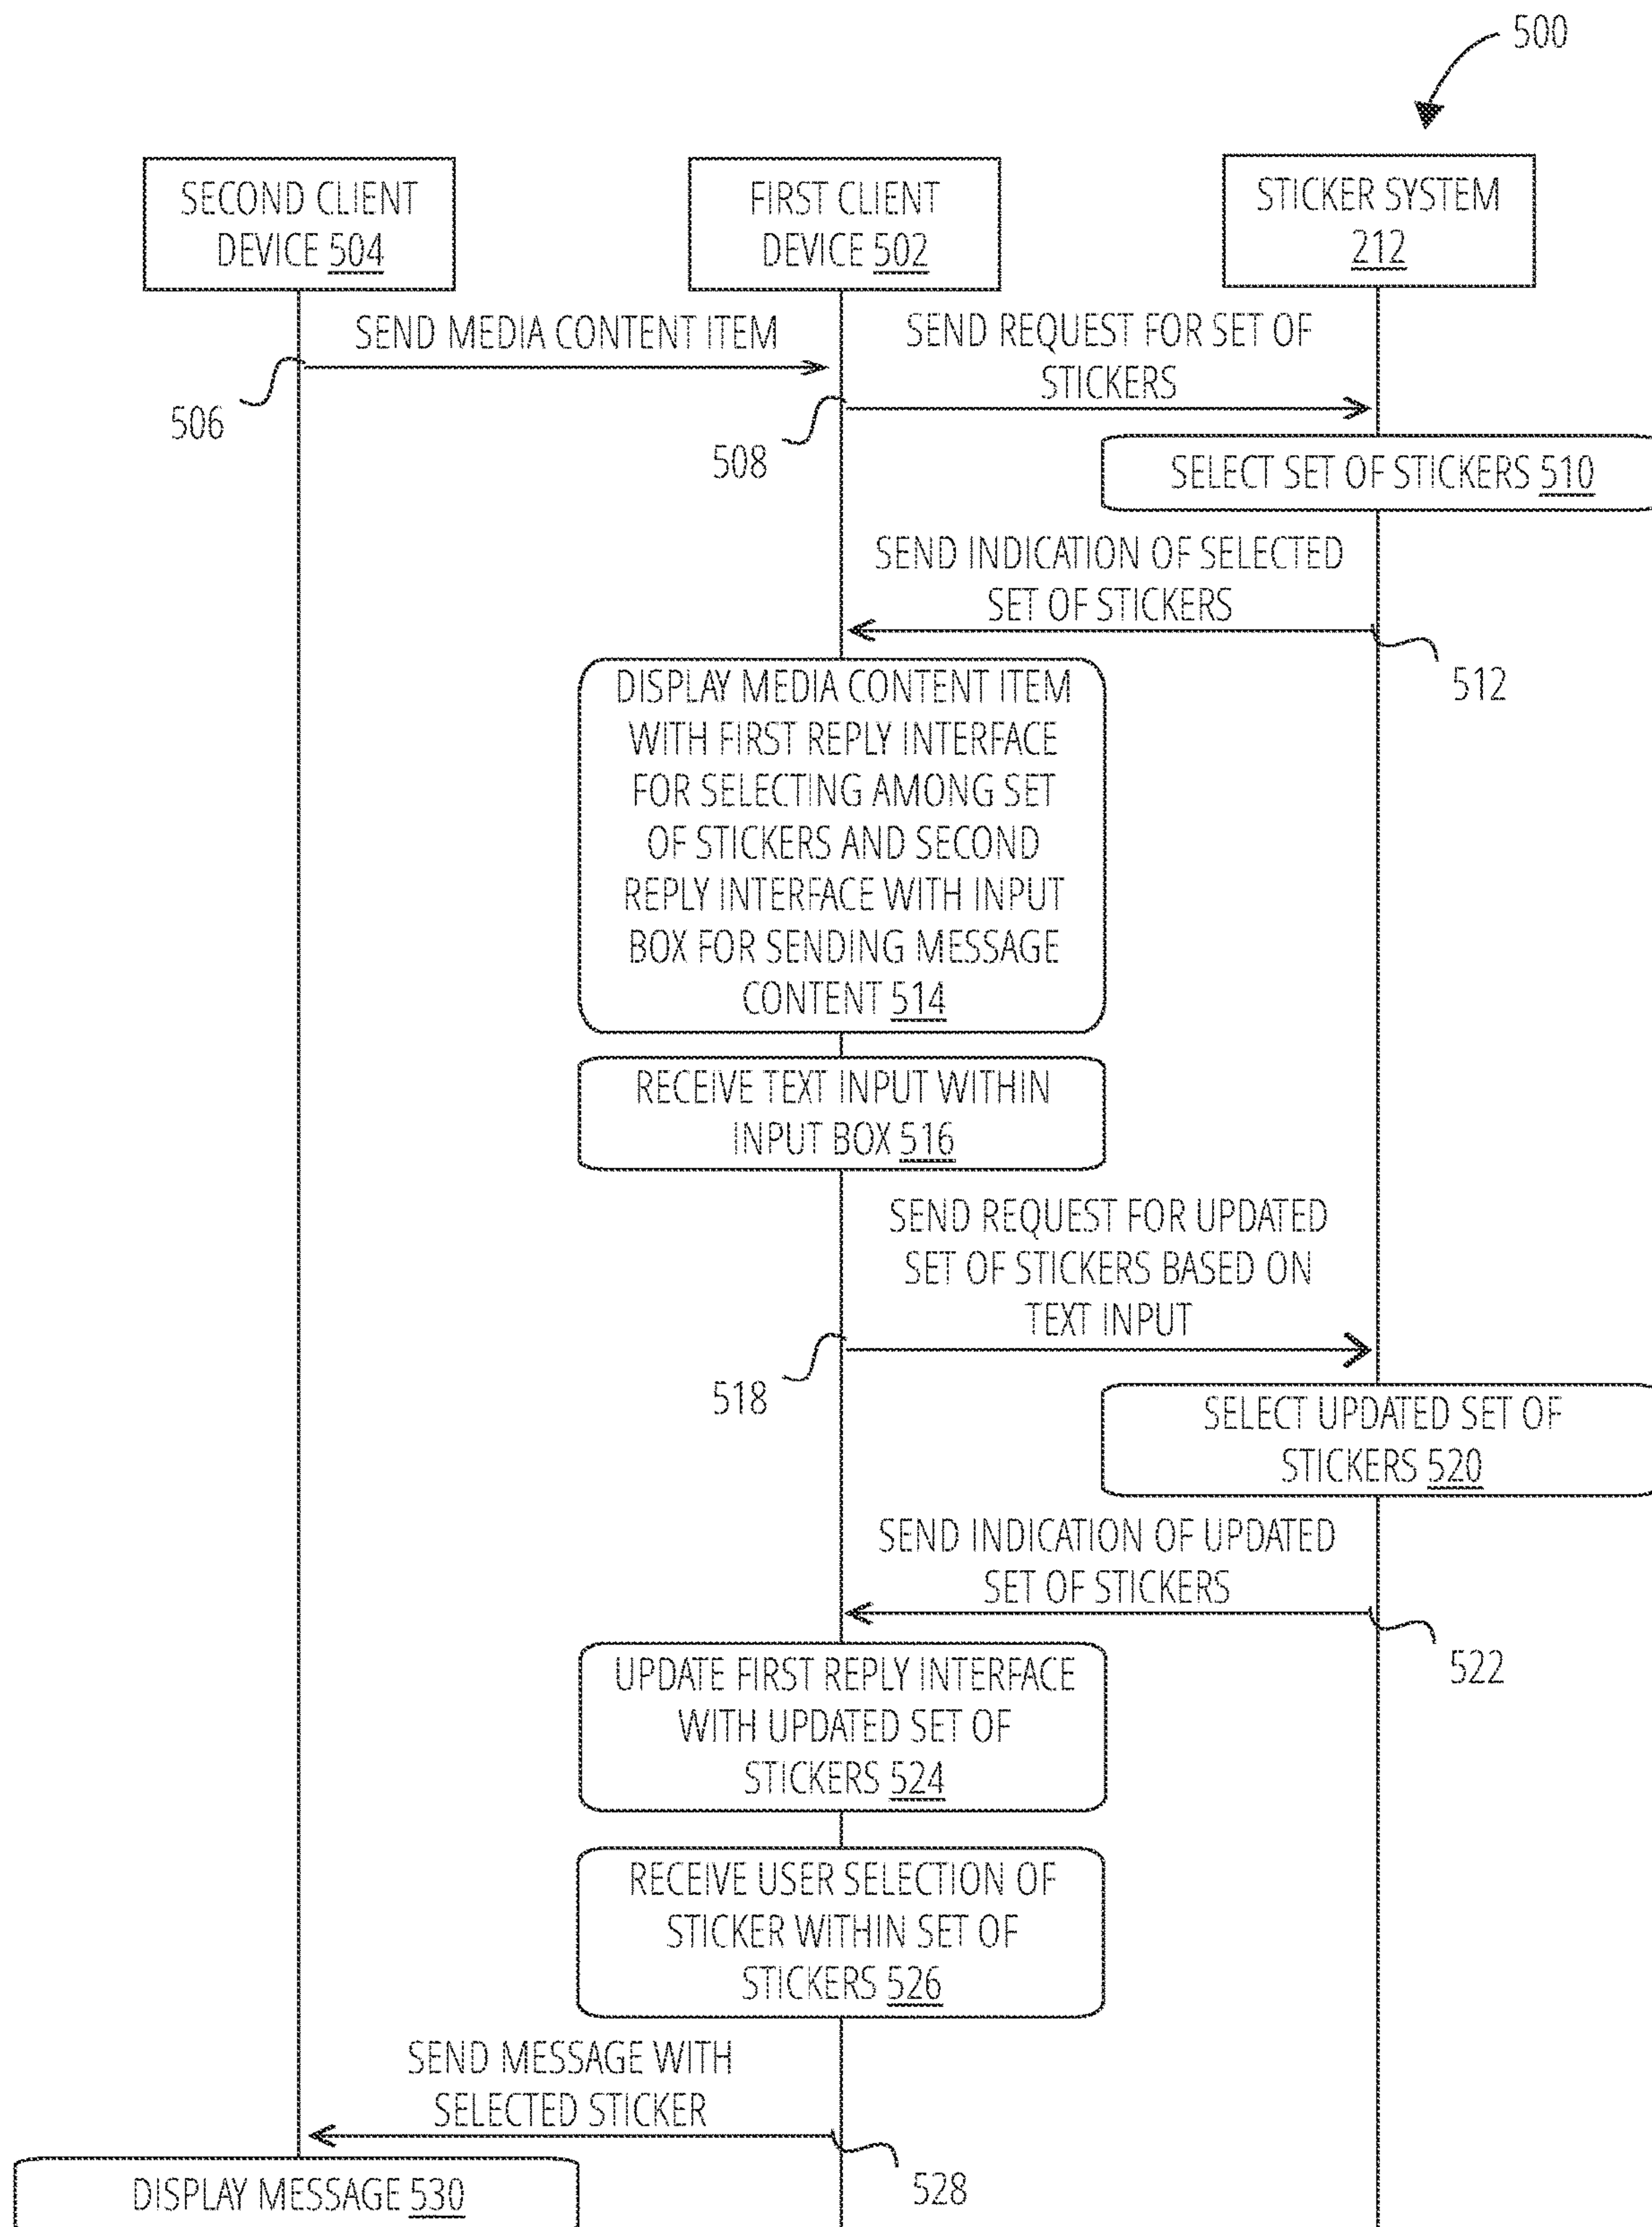 500
SECOND CLIENT
DEVICE 504
FIRST CLIENT
DEVICE 502
STICKER SYSTEM
212
SEND MEDIA CONTENT ITEM
506
SEND REQUEST FOR SET OF
STICKERS
508
SELECT SET OF STICKERS 510
SEND INDICATION OF SELECTED
SET OF STICKERS
512
DISPLAY MEDIA CONTENT ITEM
WITH FIRST REPLY INTERFACE
FOR SELECTING AMONG SET
OF STICKERS AND SECOND
REPLY INTERFACE WITH INPUT
BOX FOR SENDING MESSAGE
CONTENT 514
RECEIVE TEXT INPUT WITHIN
INPUT BOX 516
SEND REQUEST FOR UPDATED
SET OF STICKERS BASED ON
TEXT INPUT
518
SELECT UPDATED SET OF
STICKERS 520
SEND INDICATION OF UPDATED
SET OF STICKERS
522
UPDATE FIRST REPLY INTERFACE
WITH UPDATED SET OF
STICKERS 524
RECEIVE USER SELECTION OF
STICKER WITHIN SET OF
STICKERS 526
SEND MESSAGE WITH
SELECTED STICKER
528
DISPLAY MESSAGE 530